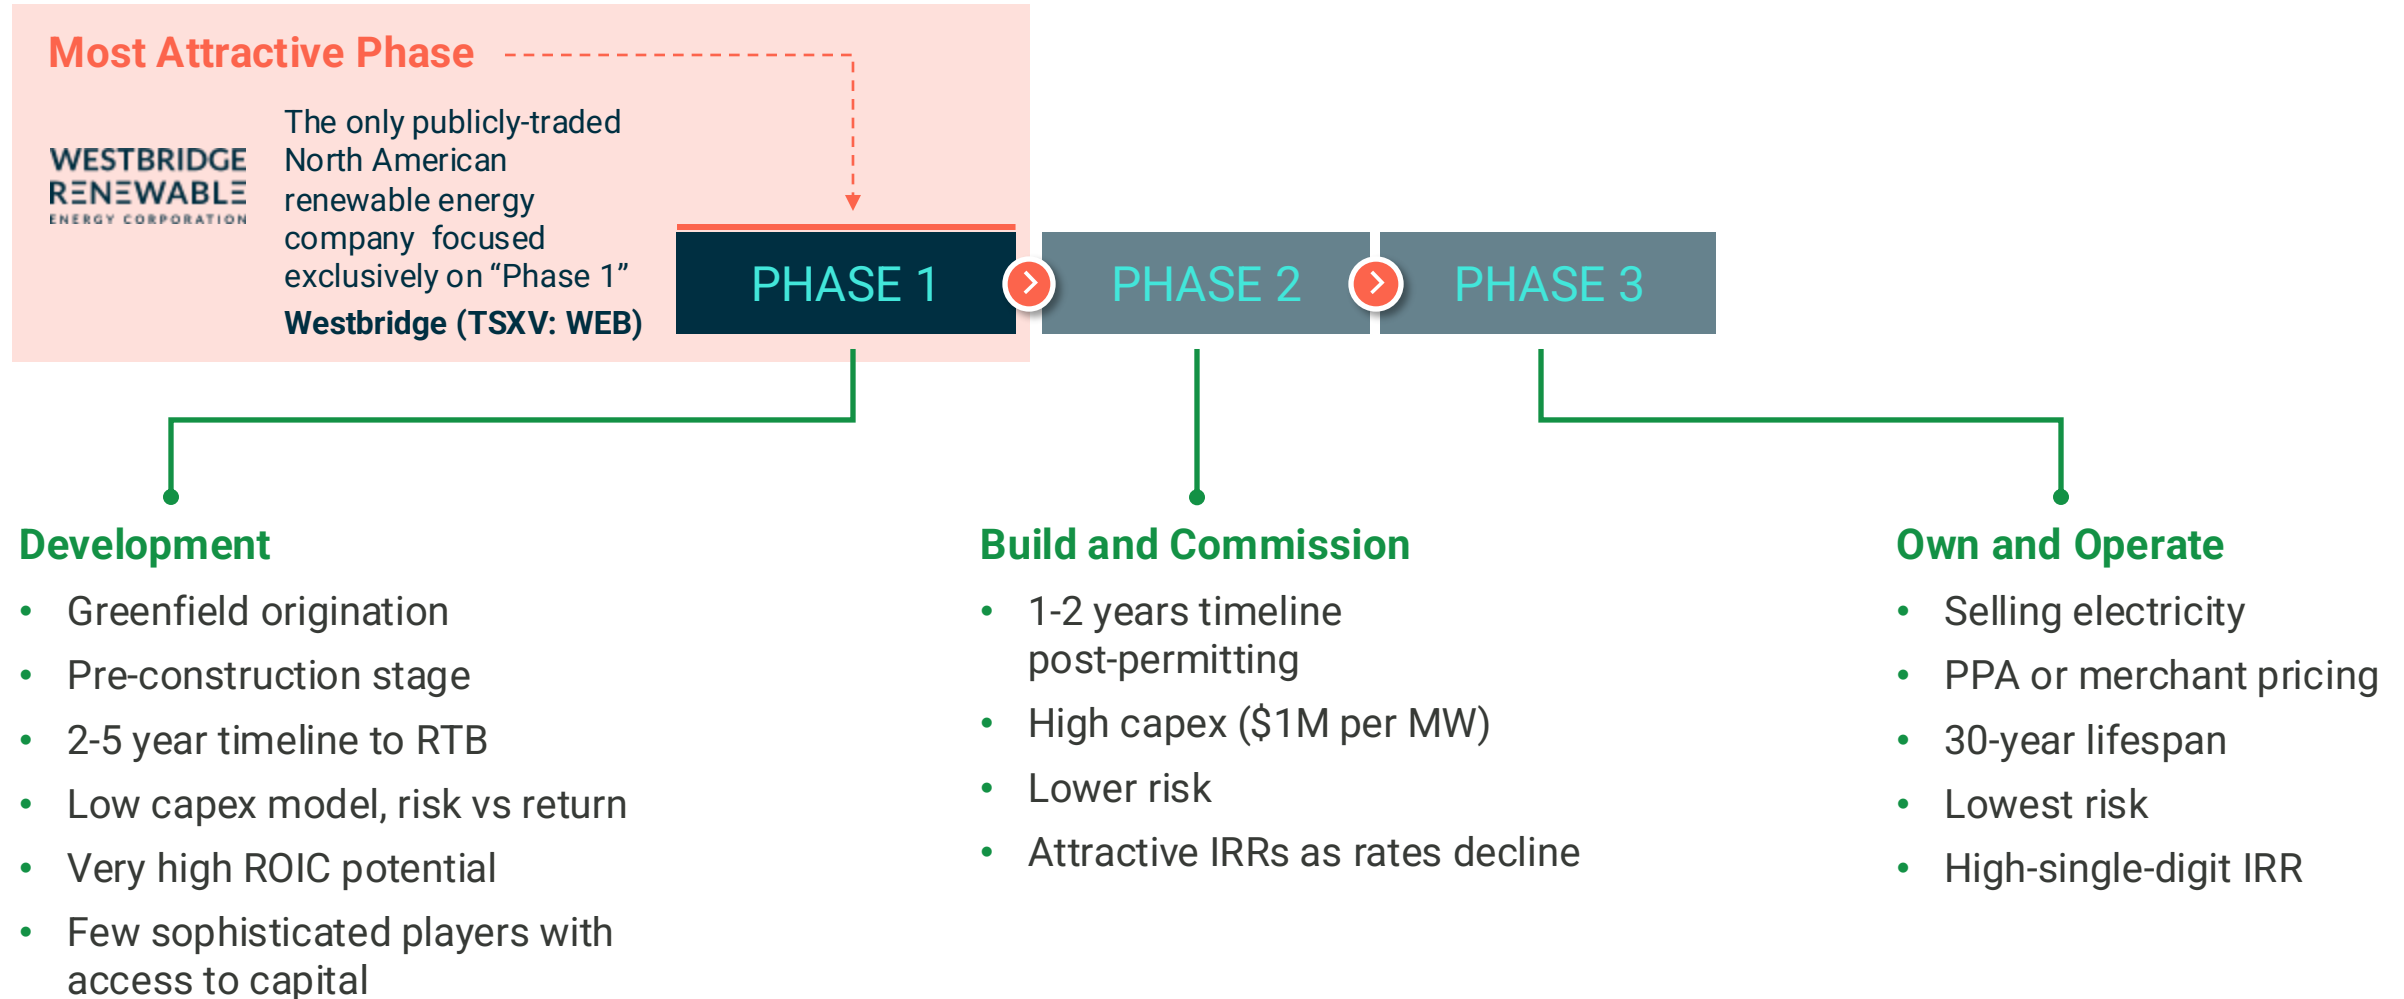 Most Attractive Phase
WESTBRIDGE
RENEWABLE
ENERGY CORPORATION
The only publicly-traded
North American
renewable energy
company focused
exclusively on “Phase 1”
Westbridge (TSXV: WEB)
PHASE 1
PHASE 2
PHASE 3
Development
• Greenfield origination
• Pre-construction stage
• 2-5 year timeline to RTB
• Low capex model, risk vs return
• Very high ROIC potential
• Few sophisticated players with
access to capital
Build and Commission
• 1-2 years timeline
post-permitting
• High capex ($1M per MW)
• Lower risk
• Attractive IRRs as rates decline
Own and Operate
• Selling electricity
• PPA or merchant pricing
• 30-year lifespan
• Lowest risk
• High-single-digit IRR